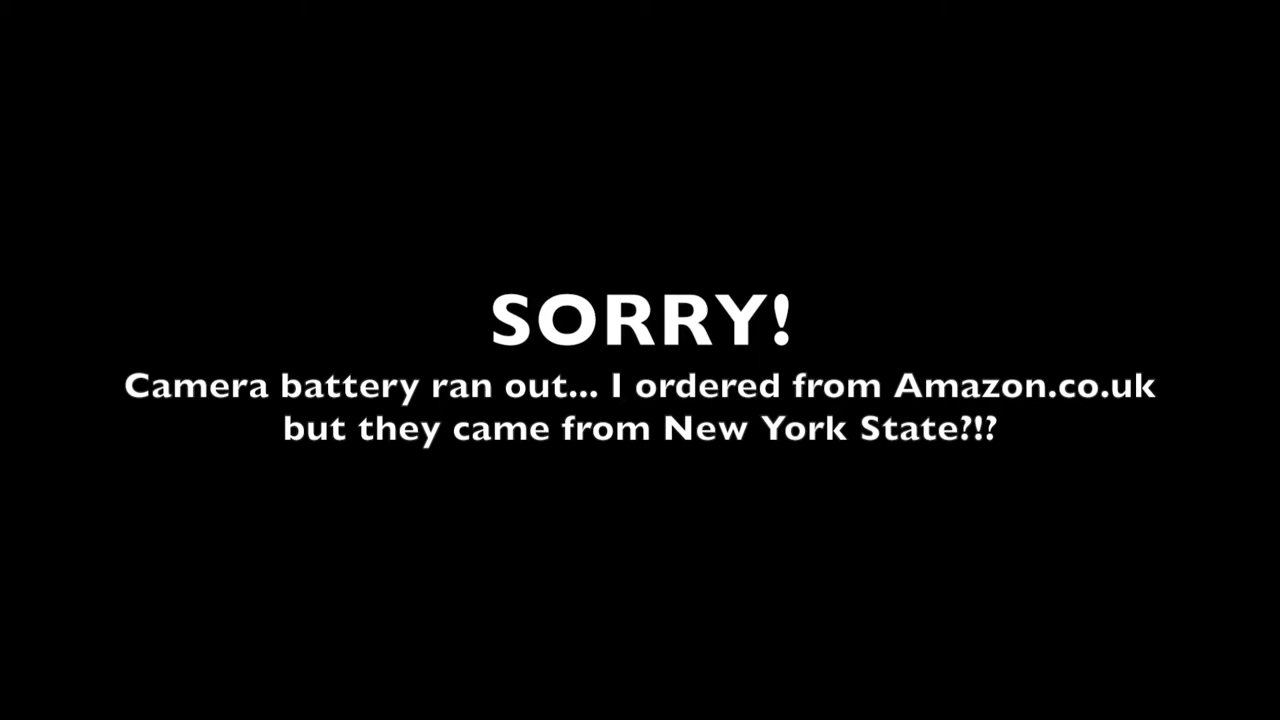 SORRY!
Camera battery ran out... I ordered from Amazon.co.uk
but they came from New York State?!?